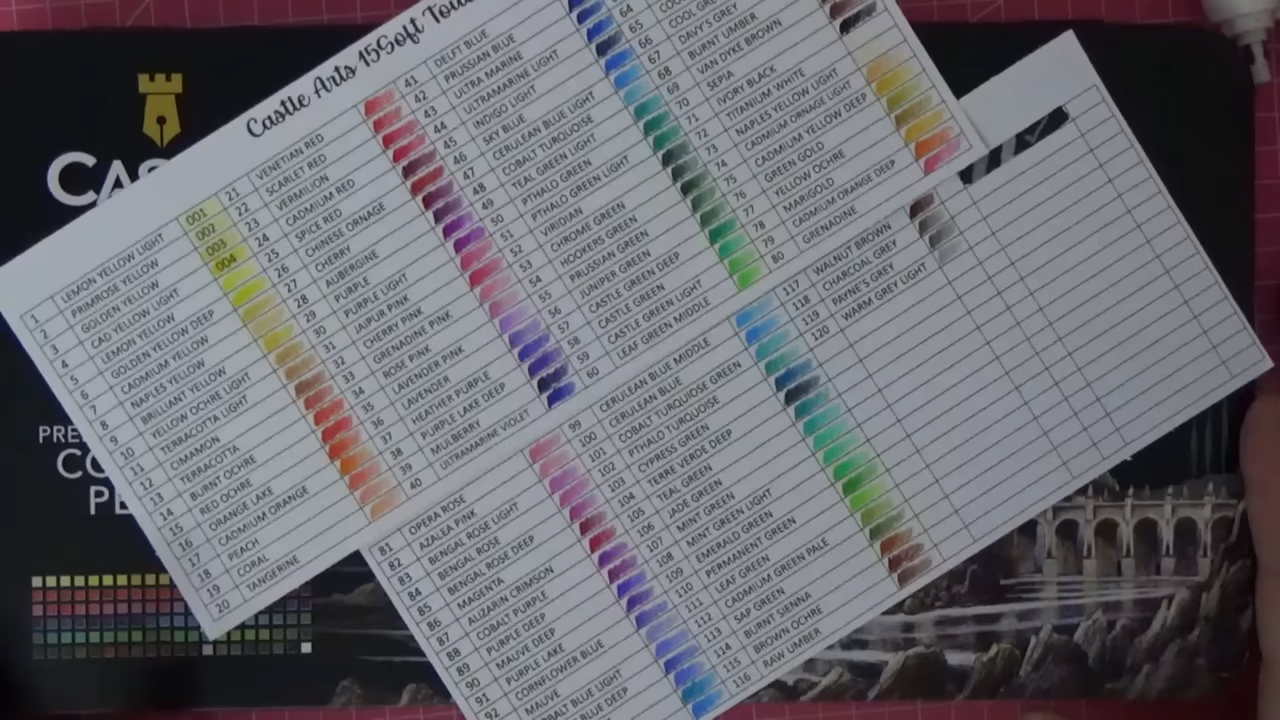 Castle Arts 15Soft Touch
1 LEMON YELLOW LIGHT 001
2 PRIMROSE YELLOW 002
3 GOLDEN YELLOW 003
4 CAD YELLOW LIGHT 004
5 LEMON YELLOW
6 GOLDEN YELLOW DEEP
7 CADMIUM YELLOW
8 NAPLES YELLOW
9 BRILLIANT YELLOW
10 YELLOW OCHRE LIGHT
11 TERRACOTTA LIGHT
12 CIMAMON
13 TERRACOTTA
14 BURNT OCHRE
15 RED OCHRE
16 ORANGE LAKE
17 CADMIUM ORANGE
18 PEACH
19 CORAL
20 TANGERINE
21 VENETIAN RED
22 SCARLET RED
23 VERMILION
24 CADMIUM RED
25 SPICE RED
26 CHINESE ORNAGE
27 CHERRY
28 AUBERGINE
29 PURPLE
30 PURPLE LIGHT
31 JAIPUR PINK
32 CHERRY PINK
33 GRENADINE PINK
34 ROSE PINK
35 LAVENDER PINK
36 LAVENDER
37 HEATHER PURPLE
38 PURPLE LAKE DEEP
39 MULBERRY
40 ULTRAMARINE VIOLET
41 DELFT BLUE
42 PRUSSIAN BLUE
43 ULTRA MARINE
44 ULTRAMARINE LIGHT
45 INDIGO LIGHT
46 SKY BLUE
47 CERULEAN BLUE LIGHT
48 COBALT TURQUOISE
49 TEAL GREEN LIGHT
50 PTHALO GREEN
51 PTHALO GREEN LIGHT
52 VIRIDIAN
53 CHROME GREEN
54 HOOKERS GREEN
55 PRUSSIAN GREEN
56 JUNIPER GREEN
57 CASTLE GREEN DEEP
58 CASTLE GREEN
59 CASTLE GREEN LIGHT
60 LEAF GREEN MIDDLE
64
65
66 DAVY'S GREY
67 BURNT UMBER
68 VAN DYKE BROWN
69 SEPIA
70 IVORY BLACK
71 TITANIUM WHITE
72 NAPLES YELLOW LIGHT
73 CADMIUM ORNAGE LIGHT
74 CADMIUM YELLOW DEEP
75 GREEN GOLD
76 YELLOW OCHRE
77 MARIGOLD
78 CADMIUM ORANGE DEEP
79 GRENADINE
80
81 OPERA ROSE
82 AZALEA PINK
83 BENGAL ROSE LIGHT
84 BENGAL ROSE
85 BENGAL ROSE DEEP
86 MAGENTA
87 ALIZARIN CRIMSON
88 COBALT PURPLE
89 PURPLE DEEP
90 MAUVE DEEP
91 PURPLE LAKE
92 CORNFLOWER BLUE
MAUVE
BLUE LIGHT
BLUE DEEP
99 CERULEAN BLUE MIDDLE
100 CERULEAN BLUE
101 COBALT TURQUIOSE GREEN
102 PTHALO TURQUOISE
103 CYPRESS GREEN
104 TERRE VERTE DEEP
105 TEAL GREEN
106 JADE GREEN
107 MINT GREEN
108 MINT GREEN LIGHT
109 EMERALD GREEN
110 PERMANENT GREEN
111 LEAF GREEN
112 CADMIUM GREEN PALE
113 SAP GREEN
114 BURNT SIENNA
115 BROWN OCHRE
116 RAW UMBER
117 WALNUT BROWN
118 CHARCOAL GREY
119 PAYNE'S GREY
120 WARM GREY LIGHT